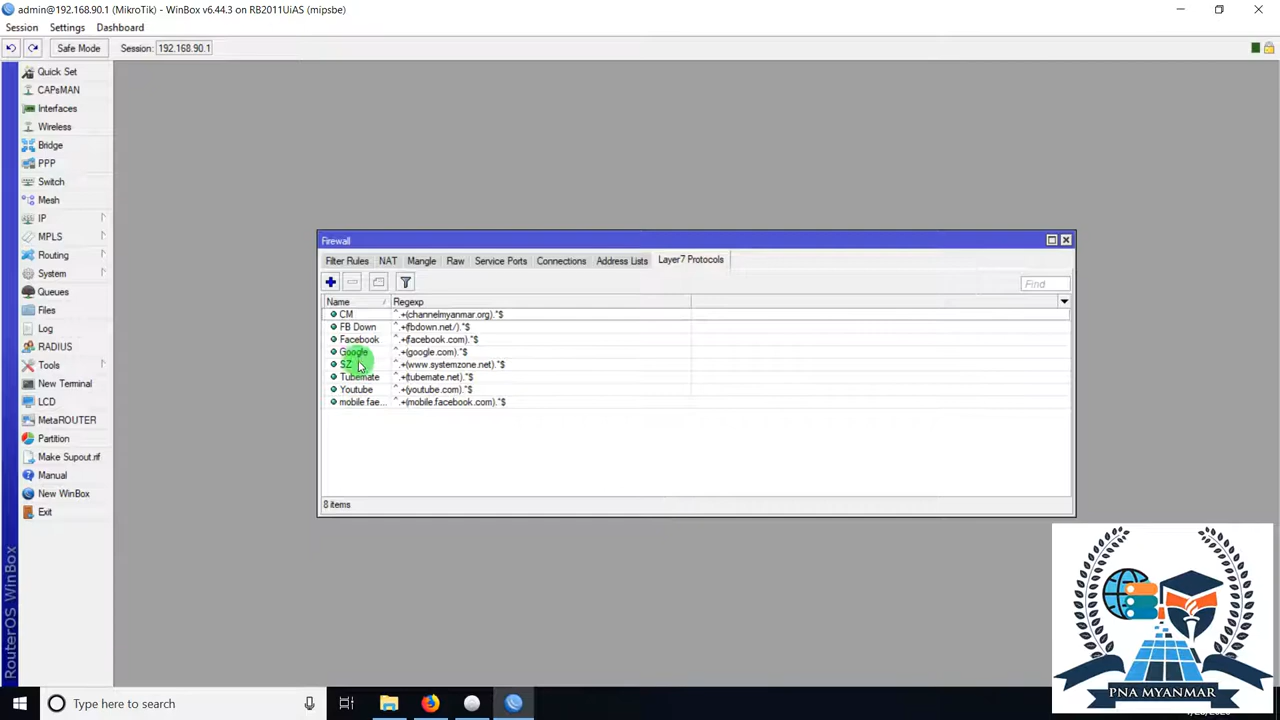 admin@192.168.90.1 (MikroTik) - WinBox v6.44.3 on RB2011UiAS (mipsbe)
Session Settings Dashboard
Safe Mode Session: 192.168.90.1
Quick Set
CAPsMAN
Interfaces
Wireless
Bridge
PPP
Switch
Mesh
IP
MPLS
Routing
System
Queues
Files
Log
RADIUS
Tools
New Terminal
LCD
MetaROUTER
Partition
Make Supout.rif
Manual
New WinBox
Exit
RouterOS WinBox
Firewall
Filter Rules NAT Mangle Raw Service Ports Connections Address Lists Layer7 Protocols
Find
Name Regexp
CM ^.+(channelmyanmar.org).*$
FB Down ^.+(fbdown.net/).*$
Facebook ^.+(facebook.com).*$
Google ^.+(google.com).*$
SZ ^.+(www.systemzone.net).*$
Tubemate ^.+(tubemate.net).*$
Youtube ^.+(youtube.com).*$
mobile fae... ^.+(mobile.facebook.com).*$
8 items
PNA MYANMAR
Type here to search